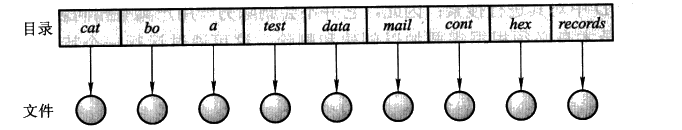 目录 cat bo a test data mail cont hex records
文件